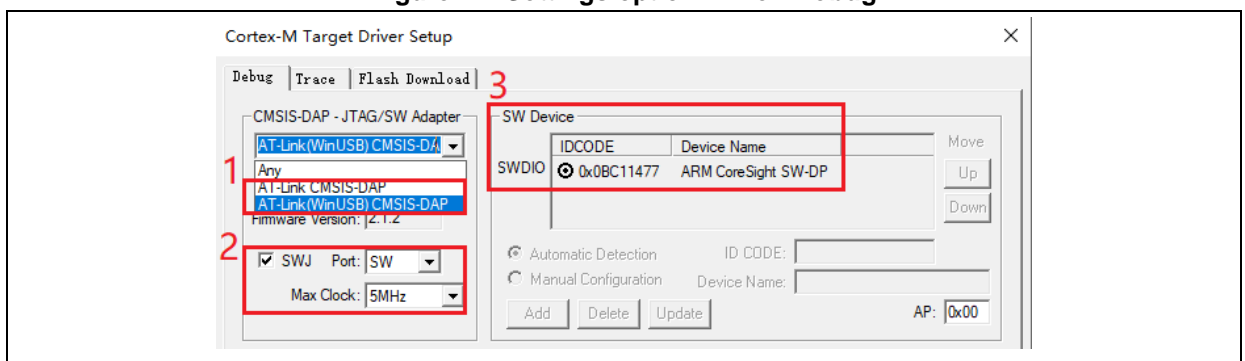 Cortex-M Target Driver Setup
Debug Trace Flash Download
3
CMSIS-DAP - JTAG/SW Adapter
AT-Link(WinUSB) CMSIS-DA
1
Any
AT-Link CMSIS-DAP
AT-Link(WinUSB) CMSIS-DAP
Firmware Version: 2.1.2
2
SWJ Port: SW
Max Clock: 5MHz
SW Device
IDCODE Device Name
SWDIO 0x0BC11477 ARM CoreSight SW-DP
Move
Up
Down
Automatic Detection ID CODE:
Manual Configuration Device Name:
Add Delete Update AP: 0x00